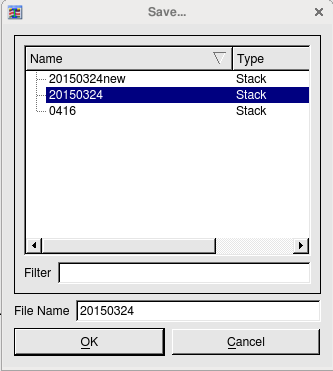 Save...
Name Type
20150324new Stack
20150324 Stack
0416 Stack
Filter
File Name 20150324
OK Cancel